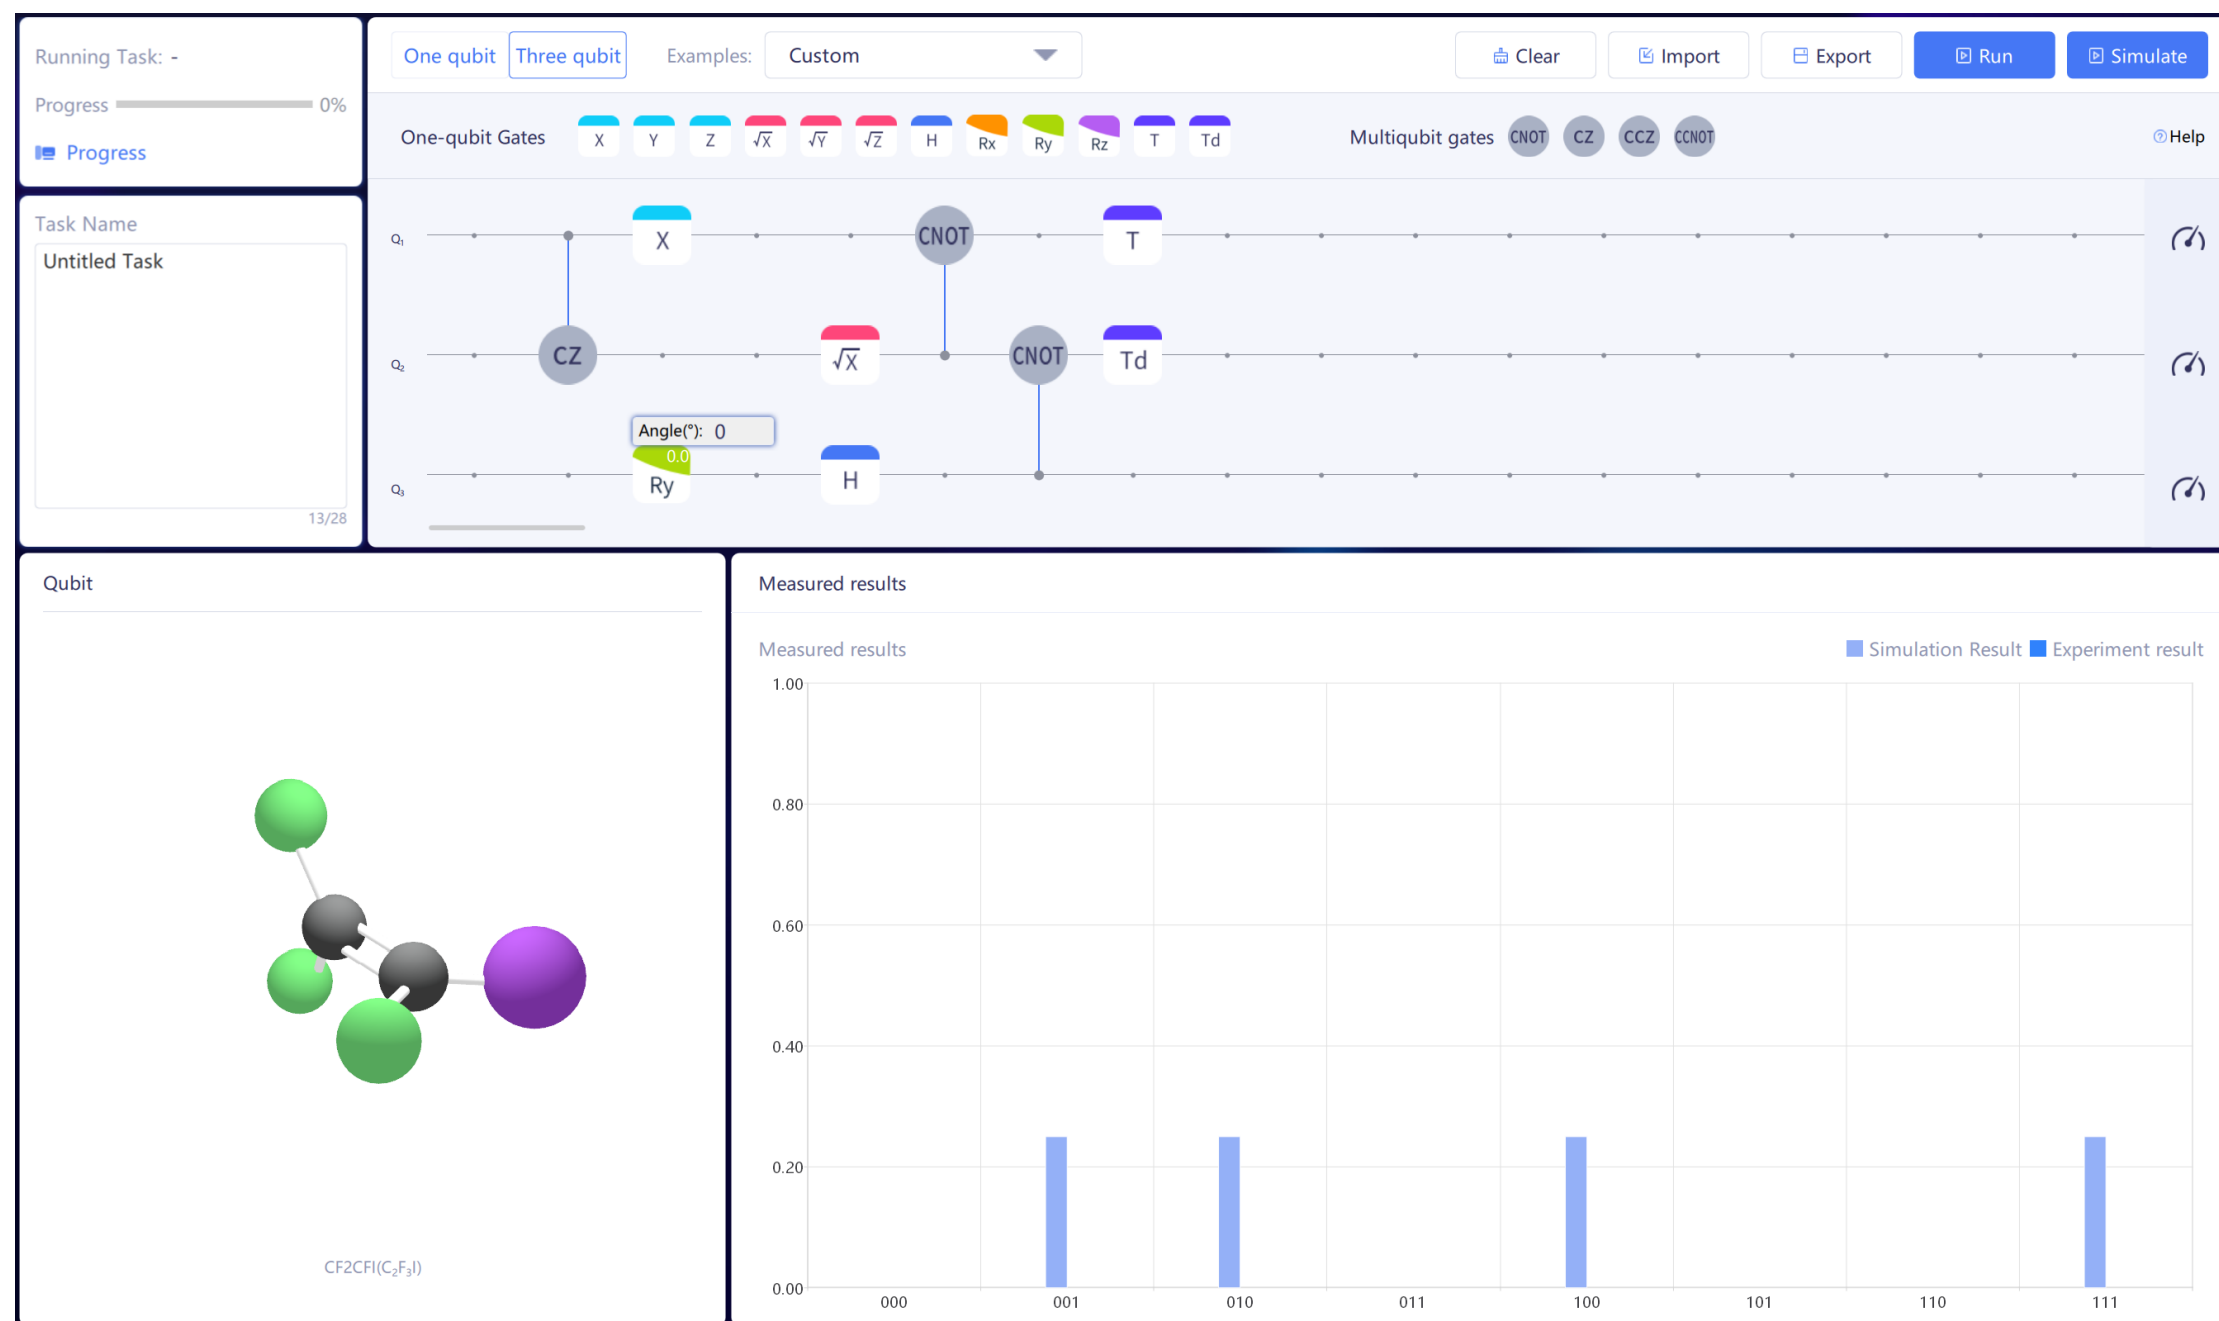 Running Task: -
Progress 0%
Progress
Task Name
Untitled Task
13/28
One qubit Three qubit Examples: Custom Clear Import Export Run Simulate
One-qubit Gates X Y Z √X √Y √Z H Rx Ry Rz T Td Multiqubit gates CNOT CZ CCZ CCNOT Help
Q₁ X CNOT T
Q₂ CZ √X CNOT Td
Angle(°): 0
0.0
Q₃ Ry H
Qubit
CF2CFI(C₂F₃I)
Measured results
Measured results Simulation Result Experiment result
1.00
0.80
0.60
0.40
0.20
0.00
000 001 010 011 100 101 110 111